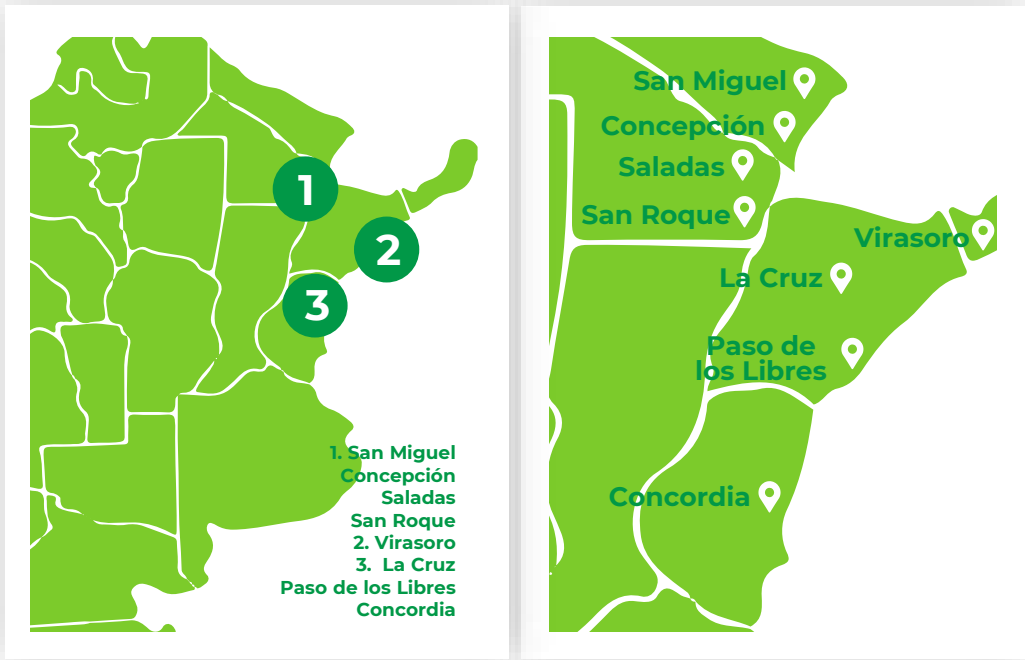 1
2
3
1. San Miguel
Concepción
Saladas
San Roque
2. Virasoro
3. La Cruz
Paso de los Libres
Concordia
San Miguel
Concepción
Saladas
San Roque
Virasoro
La Cruz
Paso de
los Libres
Concordia